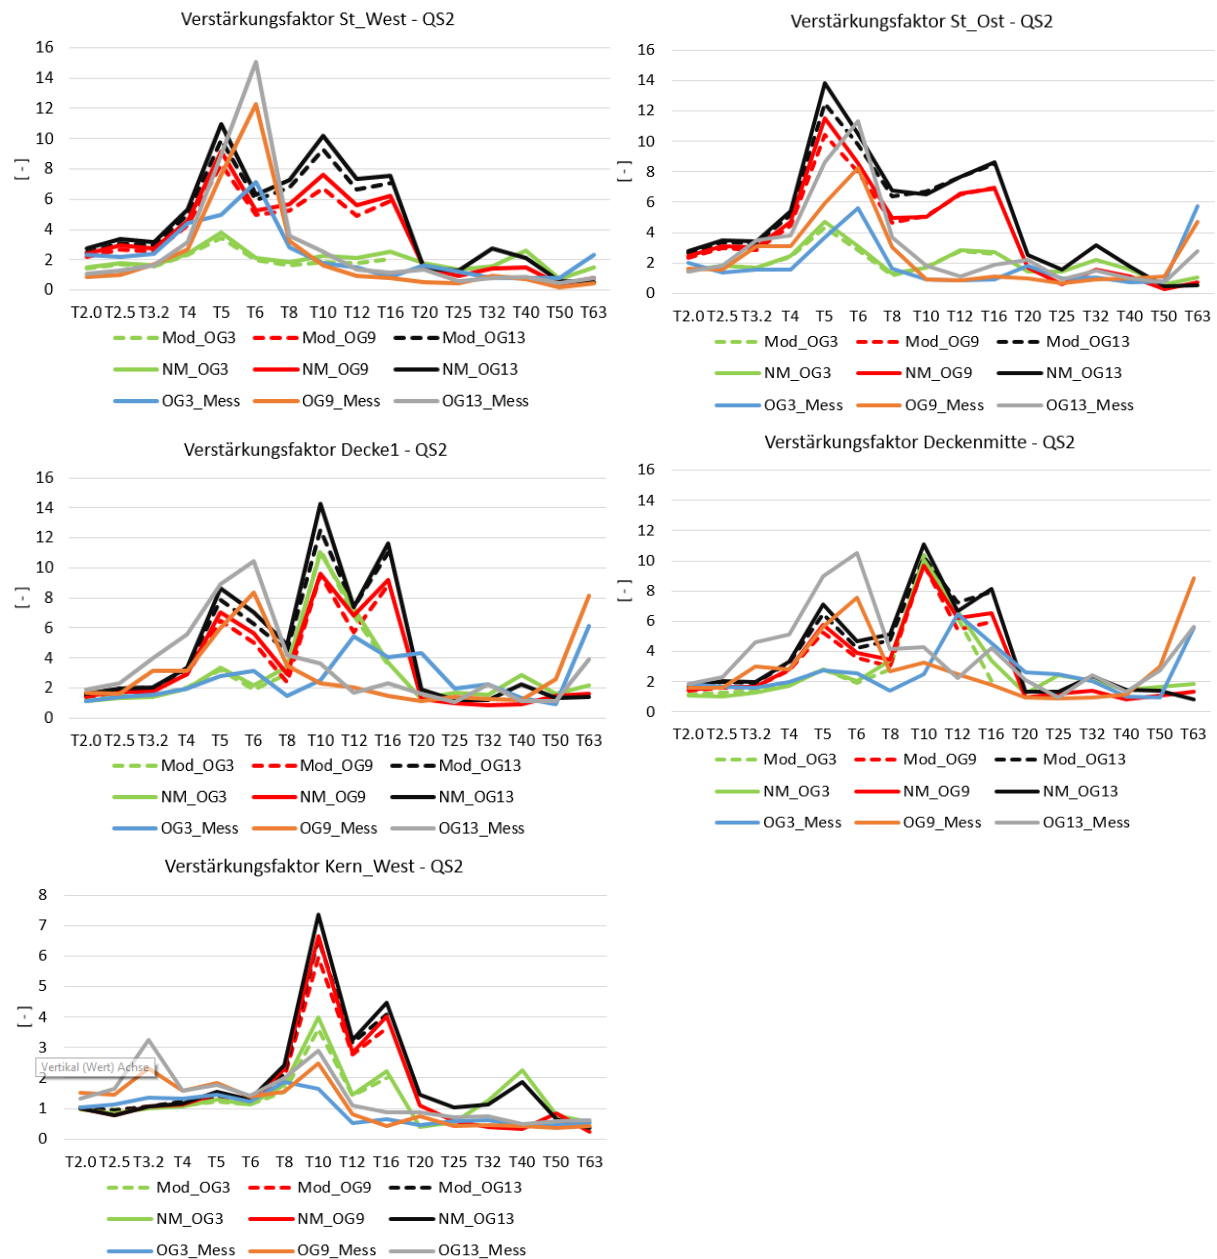 Verstärkungsfaktor St_West - QS2
16
14
12
10
8
6
4
2
0
[ - ]
T2.0 T2.5 T3.2 T4 T5 T6 T8 T10 T12 T16 T20 T25 T32 T40 T50 T63
Mod_OG3 Mod_OG9 Mod_OG13
NM_OG3 NM_OG9 NM_OG13
OG3_Mess OG9_Mess OG13_Mess
Verstärkungsfaktor St_Ost - QS2
16
14
12
10
8
6
4
2
0
[ - ]
T2.0 T2.5 T3.2 T4 T5 T6 T8 T10 T12 T16 T20 T25 T32 T40 T50 T63
Mod_OG3 Mod_OG9 Mod_OG13
NM_OG3 NM_OG9 NM_OG13
OG3_Mess OG9_Mess OG13_Mess
Verstärkungsfaktor Decke1 - QS2
16
14
12
10
8
6
4
2
0
[ - ]
T2.0 T2.5 T3.2 T4 T5 T6 T8 T10 T12 T16 T20 T25 T32 T40 T50 T63
Mod_OG3 Mod_OG9 Mod_OG13
NM_OG3 NM_OG9 NM_OG13
OG3_Mess OG9_Mess OG13_Mess
Verstärkungsfaktor Deckenmitte - QS2
16
14
12
10
8
6
4
2
0
[ - ]
T2.0 T2.5 T3.2 T4 T5 T6 T8 T10 T12 T16 T20 T25 T32 T40 T50 T63
Mod_OG3 Mod_OG9 Mod_OG13
NM_OG3 NM_OG9 NM_OG13
OG3_Mess OG9_Mess OG13_Mess
Verstärkungsfaktor Kern_West - QS2
8
7
6
5
4
3
Vertikal (Wert) Achse
2
1
0
[ - ]
T2.0 T2.5 T3.2 T4 T5 T6 T8 T10 T12 T16 T20 T25 T32 T40 T50 T63
Mod_OG3 Mod_OG9 Mod_OG13
NM_OG3 NM_OG9 NM_OG13
OG3_Mess OG9_Mess OG13_Mess